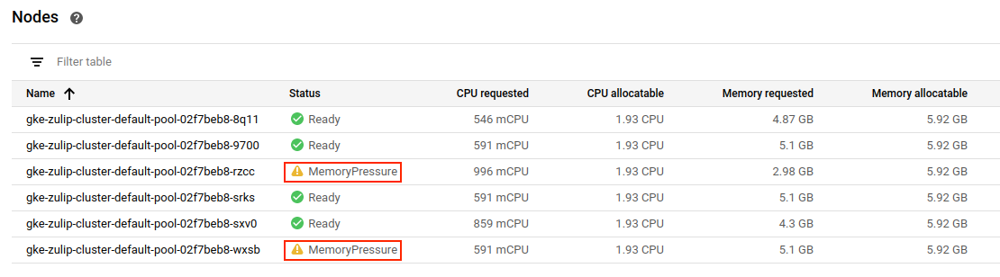 Nodes ?
Filter table
Name Status CPU requested CPU allocatable Memory requested Memory allocatable
gke-zulip-cluster-default-pool-02f7beb8-8q11 Ready 546 mCPU 1.93 CPU 4.87 GB 5.92 GB
gke-zulip-cluster-default-pool-02f7beb8-9700 Ready 591 mCPU 1.93 CPU 5.1 GB 5.92 GB
gke-zulip-cluster-default-pool-02f7beb8-rzcc MemoryPressure 996 mCPU 1.93 CPU 2.98 GB 5.92 GB
gke-zulip-cluster-default-pool-02f7beb8-srks Ready 591 mCPU 1.93 CPU 5.1 GB 5.92 GB
gke-zulip-cluster-default-pool-02f7beb8-sxv0 Ready 859 mCPU 1.93 CPU 4.3 GB 5.92 GB
gke-zulip-cluster-default-pool-02f7beb8-wxsb MemoryPressure 591 mCPU 1.93 CPU 5.1 GB 5.92 GB